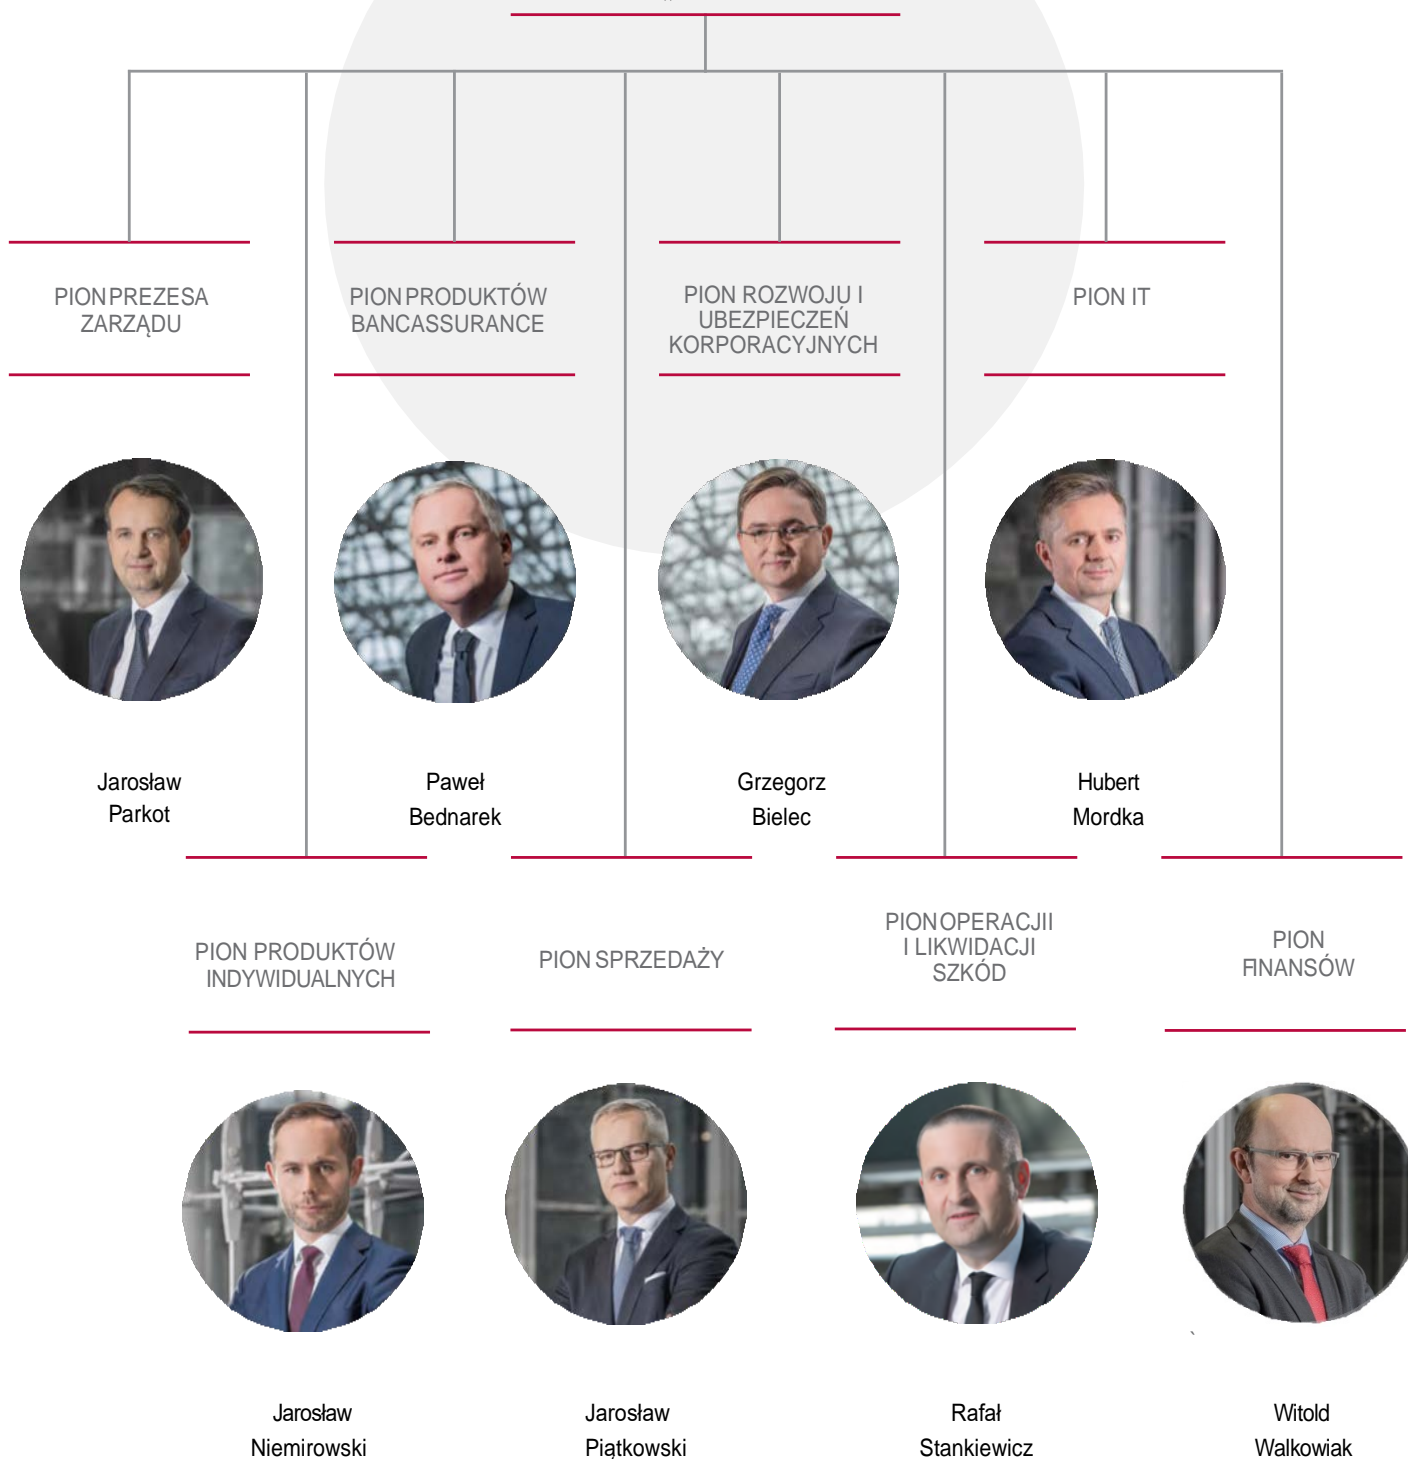 PION PREZESA
ZARZĄDU
PION PRODUKTÓW
BANCASSURANCE
PION ROZWOJU I
UBEZPIECZEŃ
KORPORACYJNYCH
PION IT
Jarosław
Parkot
Paweł
Bednarek
Grzegorz
Bielec
Hubert
Mordka
PION PRODUKTÓW
INDYWIDUALNYCH
PION SPRZEDAŻY
PION OPERACJII
I LIKWIDACJI
SZKÓD
PION
FINANSÓW
Jarosław
Niemirowski
Jarosław
Piątkowski
Rafał
Stankiewicz
Witold
Walkowiak